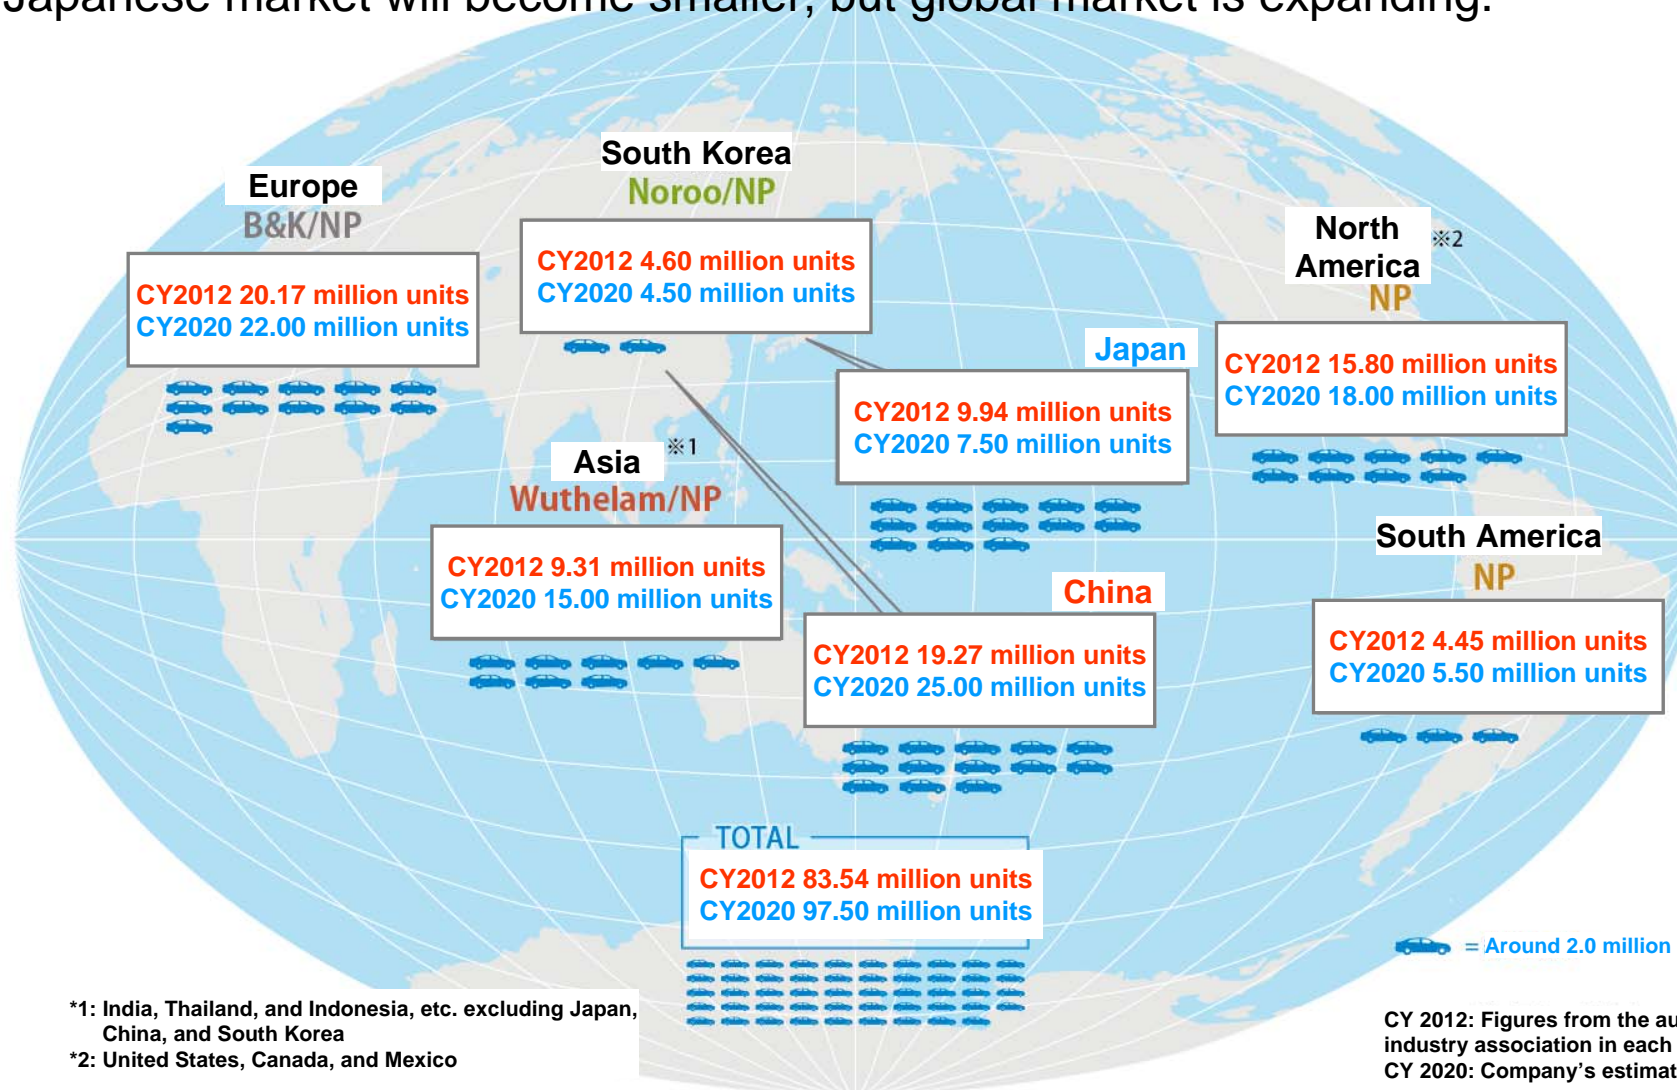 Japanese market will become smaller, but global market is expanding.
South Korea
Noroo/NP
CY2012 4.60 million units
CY2020 4.50 million units
Europe
B&K/NP
CY2012 20.17 million units
CY2020 22.00 million units
North
America
※2
NP
CY2012 15.80 million units
CY2020 18.00 million units
Japan
CY2012 9.94 million units
CY2020 7.50 million units
Asia
※1
Wuthelam/NP
CY2012 9.31 million units
CY2020 15.00 million units
South America
NP
CY2012 4.45 million units
CY2020 5.50 million units
China
CY2012 19.27 million units
CY2020 25.00 million units
TOTAL
CY2012 83.54 million units
CY2020 97.50 million units
= Around 2.0 million
*1: India, Thailand, and Indonesia, etc. excluding Japan,
China, and South Korea
*2: United States, Canada, and Mexico
CY 2012: Figures from the
industry association in each
CY 2020: Company's